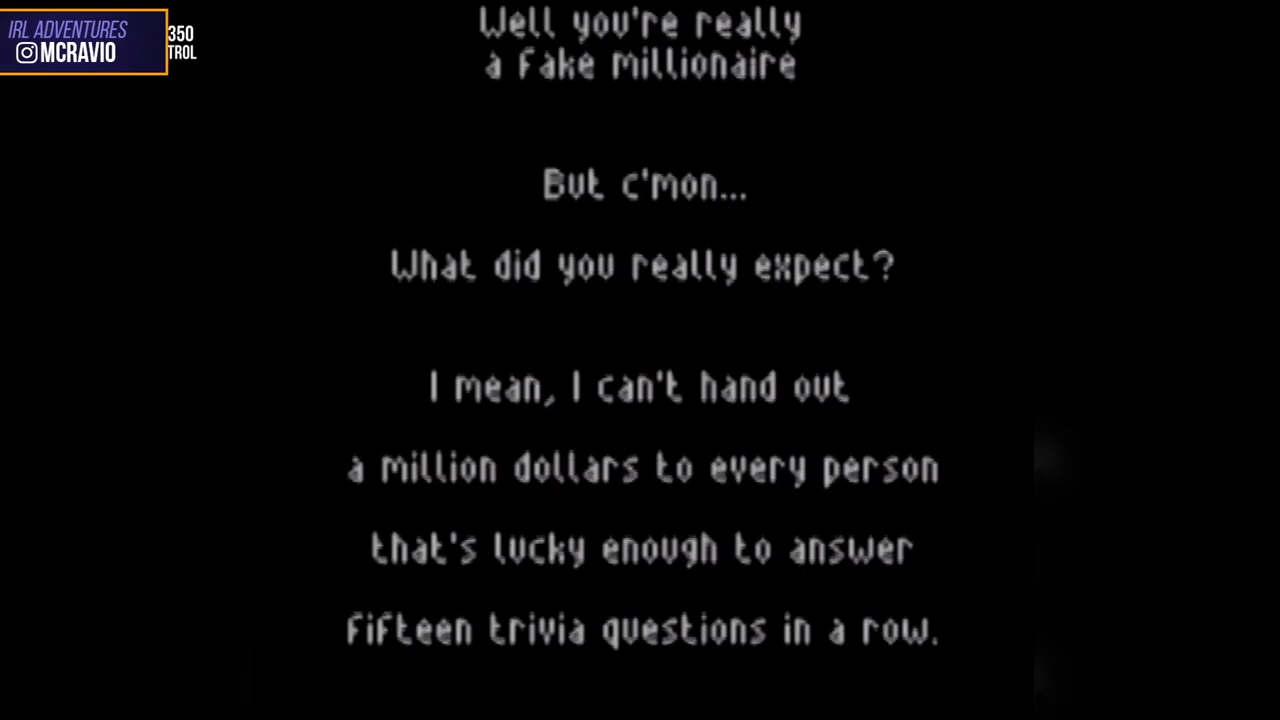 IRL ADVENTURES
MCRAVIO
350
TROL
Well you're really
a fake millionaire
But c'mon...
What did you really expect?
I mean, I can't hand out
a million dollars to every person
that's lucky enough to answer
fifteen trivia questions in a row.